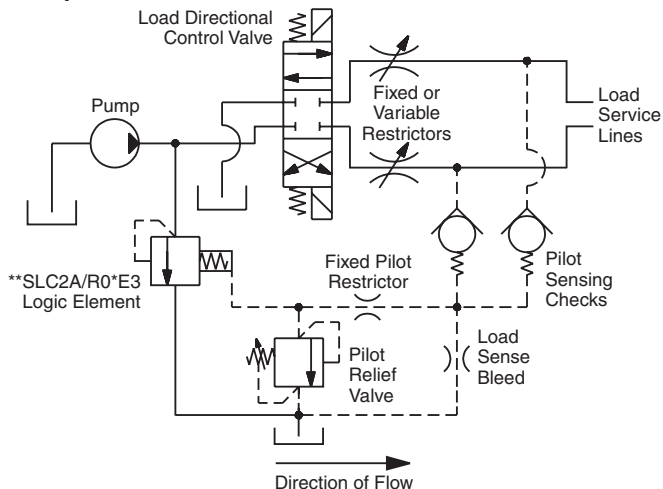 Load Directional
Control Valve
Pump
Fixed or
Variable
Restrictors
Load
Service
Lines
**SLC2A/R0*E3
Logic Element
Fixed Pilot
Restrictor
Pilot
Sensing
Checks
Load
Sense
Bleed
Pilot
Relief
Valve
Direction of Flow